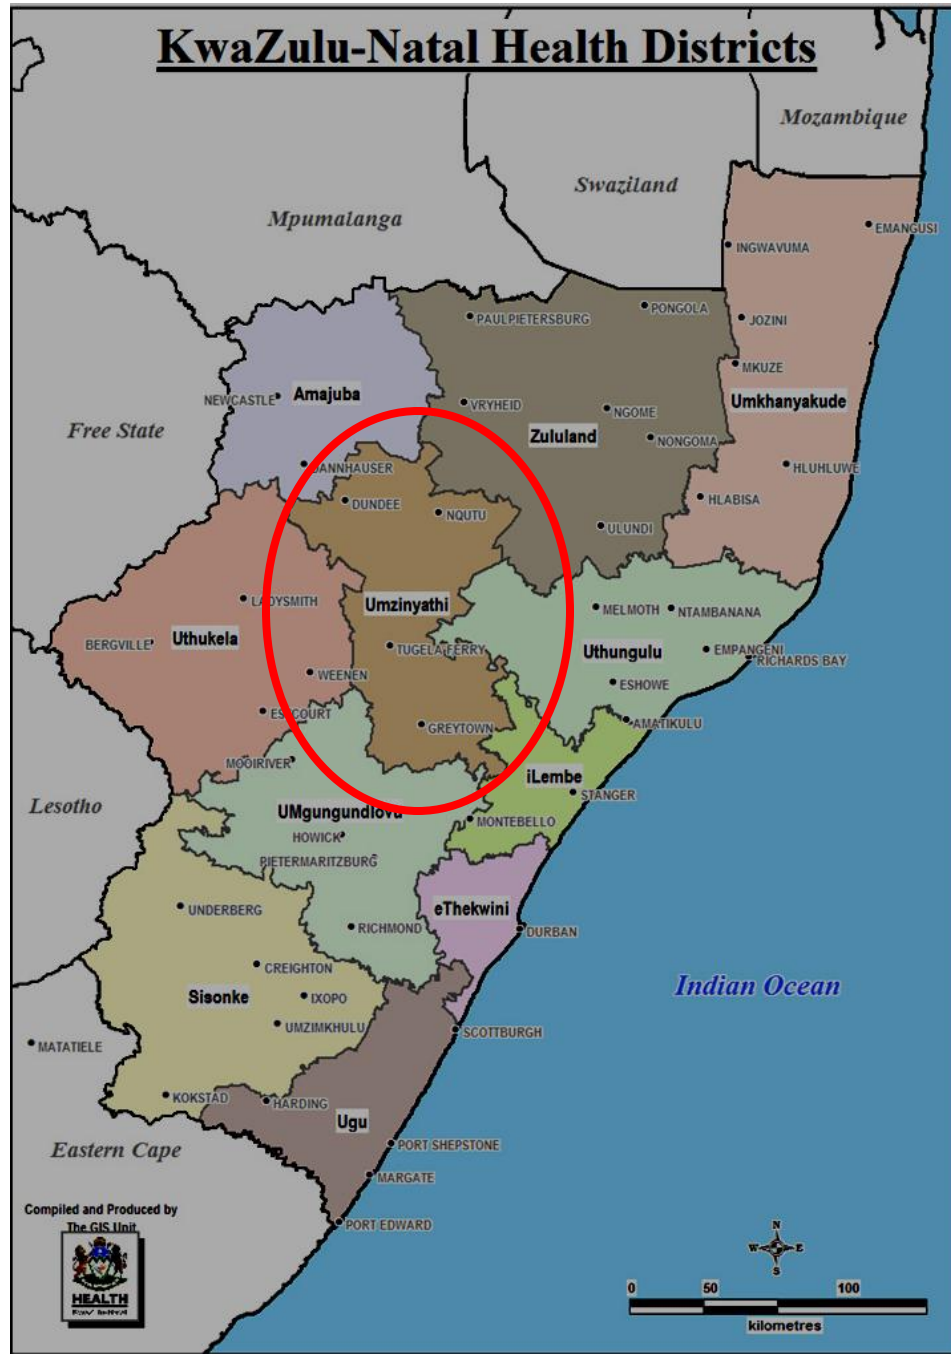 KwaZulu-Natal Health Districts
Mozambique
Swaziland
Mpumalanga
EMANGUSI
INGWAVUMA
PONGOLA
PAULPIETERSBURG
JOZINI
MKUZE
Amajuba
NEWCASTLE
Umkhanyakude
VRYHEID
NGOME
Free State
Zululand
NONGOMA
DANNHAUSER
HLUHLUWE
DUNDEE
HLABISA
NQUTU
ULUNDI
LADYSMITH
Umzinyathi
MELMOTH
NTAMBANANA
BERGVILLE
Uthukela
TUGELA FERRY
Uthungulu
EMPANGENI
RICHARDS BAY
WEENEN
ESHOWE
ESTCOURT
AMATIKULU
GREYTOWN
MOOIRIVER
iLembe
Lesotho
STANGER
UMgungundlovu
MONTEBELLO
HOWICK
PIETERMARITZBURG
UNDERBERG
eThekwini
RICHMOND
DURBAN
CREIGHTON
Indian Ocean
Sisonke
IXOPO
UMZIMKHULU
SCOTTBURGH
MATATIELE
KOKSTAD
HARDING
Ugu
Eastern Cape
PORT SHEPSTONE
MARGATE
Compiled and Produced by
The GIS Unit
PORT EDWARD
N
W E
S
HEALTH
0 50 100
kilometres